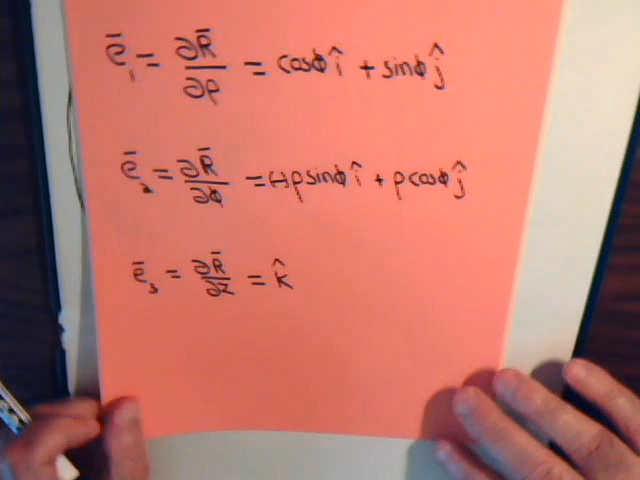 ē₁ = ∂R̄/∂ρ = cosϕ î + sinϕ ĵ
ē₂ = ∂R̄/∂ϕ = (-)ρsinϕ î + ρcosϕ ĵ
ē₃ = ∂R̄/∂z = k̂